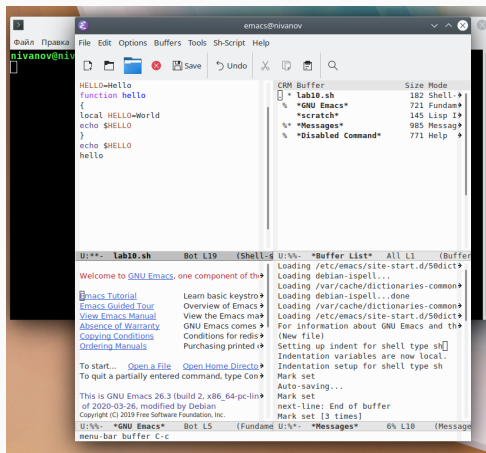 emacs@nivanov
Файл Правка
nivanov@niv
File Edit Options Buffers Tools Sh-Script Help
Save Undo
HELLO=Hello
function hello
{
local HELLO=World
echo $HELLO
}
echo $HELLO
hello
U:**- lab10.sh Bot L19 (Shell-s
CRM Buffer Size Mode
. * lab10.sh 182 Shell-
% *GNU Emacs* 721 Fundam
*scratch* 145 Lisp I
%* *Messages* 985 Messag
% *Disabled Command* 771 Help
U:%%- *Buffer List* All L1 (Buffer
Welcome to GNU Emacs, one component of the
Emacs Tutorial Learn basic keystro
Emacs Guided Tour Overview of Emacs
View Emacs Manual View the Emacs ma
Absence of Warranty GNU Emacs comes
Copying Conditions Conditions for redis
Ordering Manuals Purchasing printed
To start... Open a File Open Home Directo
To quit a partially entered command, type Con
This is GNU Emacs 26.3 (build 2, x86_64-pc-lin
of 2020-03-26, modified by Debian
Copyright (C) 2019 Free Software Foundation, Inc.
U:%%- *GNU Emacs* Bot L5 (Fundame
Loading /etc/emacs/site-start.d/50dict
Loading debian-ispell...
Loading /var/cache/dictionaries-common
Loading debian-ispell...done
Loading /var/cache/dictionaries-common
Loading /etc/emacs/site-start.d/50dict
For information about GNU Emacs and th
(New file)
Setting up indent for shell type sh
Indentation variables are now local.
Indentation setup for shell type sh
Mark set
Auto-saving...
Mark set
next-line: End of buffer
Mark set [3 times]
U:%*- *Messages* 6% L10 (Message
menu-bar buffer C-c